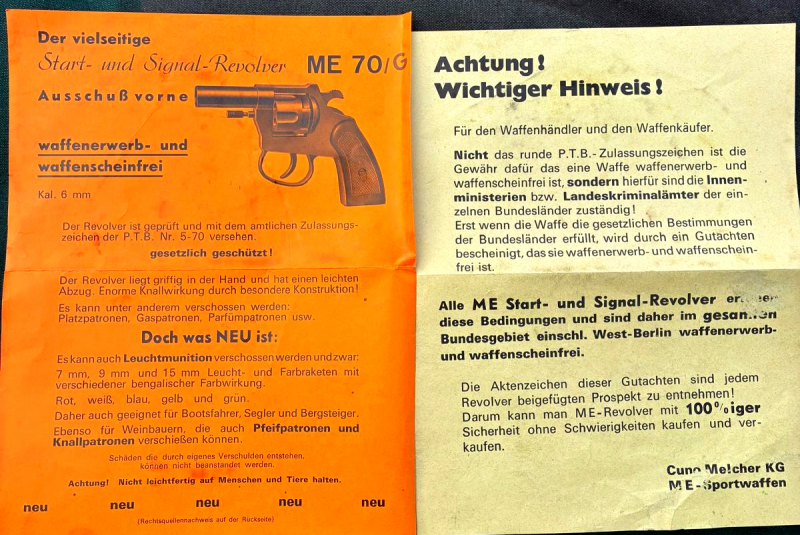 Der vielseitige
Start- und Signal-Revolver ME 70/G
Ausschuß vorne
waffenerwerb- und
waffenscheinfrei
Kal. 6 mm
Der Revolver ist geprüft und mit dem amtlichen Zulassungs-
zeichen der P.T.B. Nr. 5-70 versehen.
gesetzlich geschützt!
Der Revolver liegt griffig in der Hand und hat einen leichten
Abzug. Enorme Knallwirkung durch besondere Konstruktion!
Es kann unter anderem verschossen werden:
Platzpatronen, Gaspatronen, Parfümpatronen usw.
Doch was NEU ist:
Es kann auch Leuchtmunition verschossen werden und zwar:
7 mm, 9 mm und 15 mm Leucht- und Farbraketen mit
verschiedener bengalischer Farbwirkung.
Rot, weiß, blau, gelb und grün.
Daher auch geeignet für Bootsfahrer, Segler und Bergsteiger.
Ebenso für Weinbauern, die auch Pfeifpatronen und
Knallpatronen verschießen können.
Schäden die durch eigenes Verschulden entstehen,
können nicht beanstandet werden.
Achtung! Nicht leichtfertig auf Menschen und Tiere halten.
neu neu neu neu neu
(Rechtsquellennachweis auf der Rückseite)
Achtung!
Wichtiger Hinweis!
Für den Waffenhändler und den Waffenkäufer.
Nicht das runde P.T.B.-Zulassungszeichen ist die
Gewähr dafür das eine Waffe waffenerwerb- und
waffenscheinfrei ist, sondern hierfür sind die Innen-
ministerien bzw. Landeskriminalämter der ein-
zelnen Bundesländer zuständig!
Erst wenn die Waffe die gesetzlichen Bestimmungen
der Bundesländer erfüllt, wird durch ein Gutachten
bescheinigt, das sie waffenerwerb- und waffenschein-
frei ist.
Alle ME Start- und Signal-Revolver
diese Bedingungen und sind daher im gesamten
Bundesgebiet einschl. West-Berlin waffenerwerb-
und waffenscheinfrei.
Die Aktenzeichen dieser Gutachten sind jedem
Revolver beigefügten Prospekt zu entnehmen!
Darum kann man ME-Revolver mit 100%iger
Sicherheit ohne Schwierigkeiten kaufen und ver-
kaufen.
Cuno Melcher KG
ME-Sportwaffen